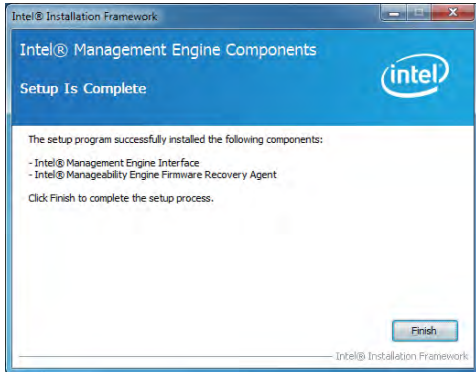 Intel® Installation Framework
Intel® Management Engine Components
Setup Is Complete
intel
The setup program successfully installed the following components:
- Intel® Management Engine Interface
- Intel® Manageability Engine Firmware Recovery Agent
Click Finish to complete the setup process.
Finish
Intel® Installation Framework